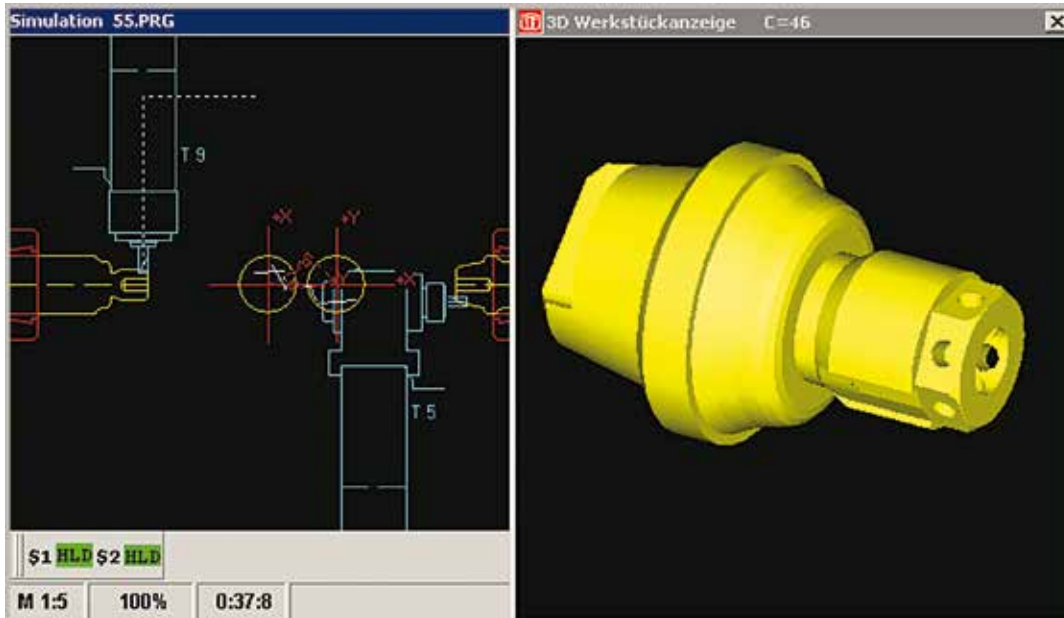 Simulation 55.PRG
3D Werkstückanzeige C=46
T 9
+X
+Y
+X
T 5
$1 HLD $2 HLD
M 1:5
100%
0:37:8